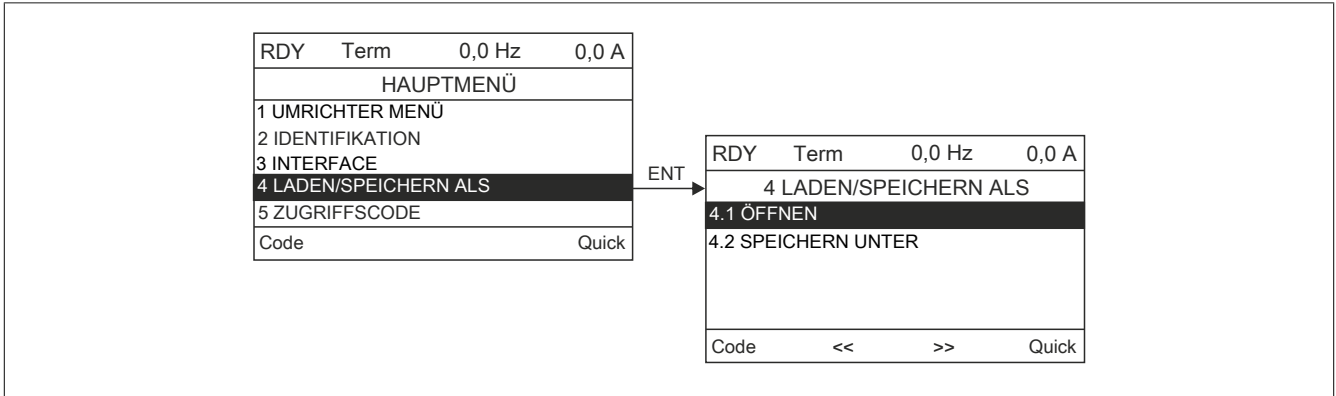 RDY Term 0,0 Hz 0,0 A
HAUPTMENÜ
1 UMRICHTER MENÜ
2 IDENTIFIKATION
3 INTERFACE
4 LADEN/SPEICHERN ALS
5 ZUGRIFFSCODE
Code Quick
ENT
RDY Term 0,0 Hz 0,0 A
4 LADEN/SPEICHERN ALS
4.1 ÖFFNEN
4.2 SPEICHERN UNTER
Code << >> Quick